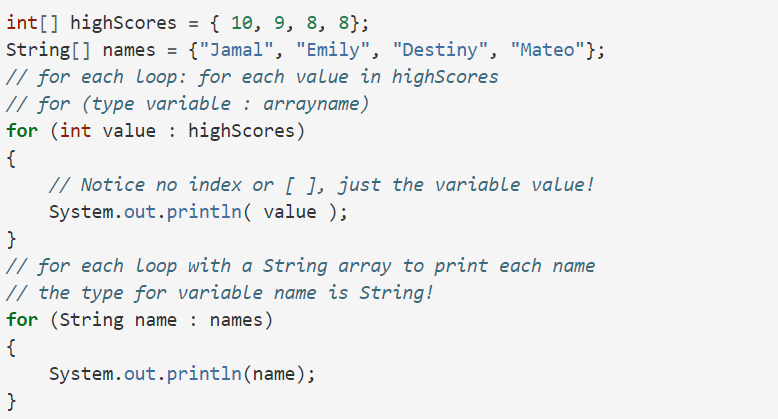 int[] highScores = { 10, 9, 8, 8};
String[] names = {"Jamal", "Emily", "Destiny", "Mateo"};
// for each loop: for each value in highScores
// for (type variable : arrayname)
for (int value : highScores)
{
    // Notice no index or [ ], just the variable value!
    System.out.println( value );
}
// for each loop with a String array to print each name
// the type for variable name is String!
for (String name : names)
{
    System.out.println(name);
}